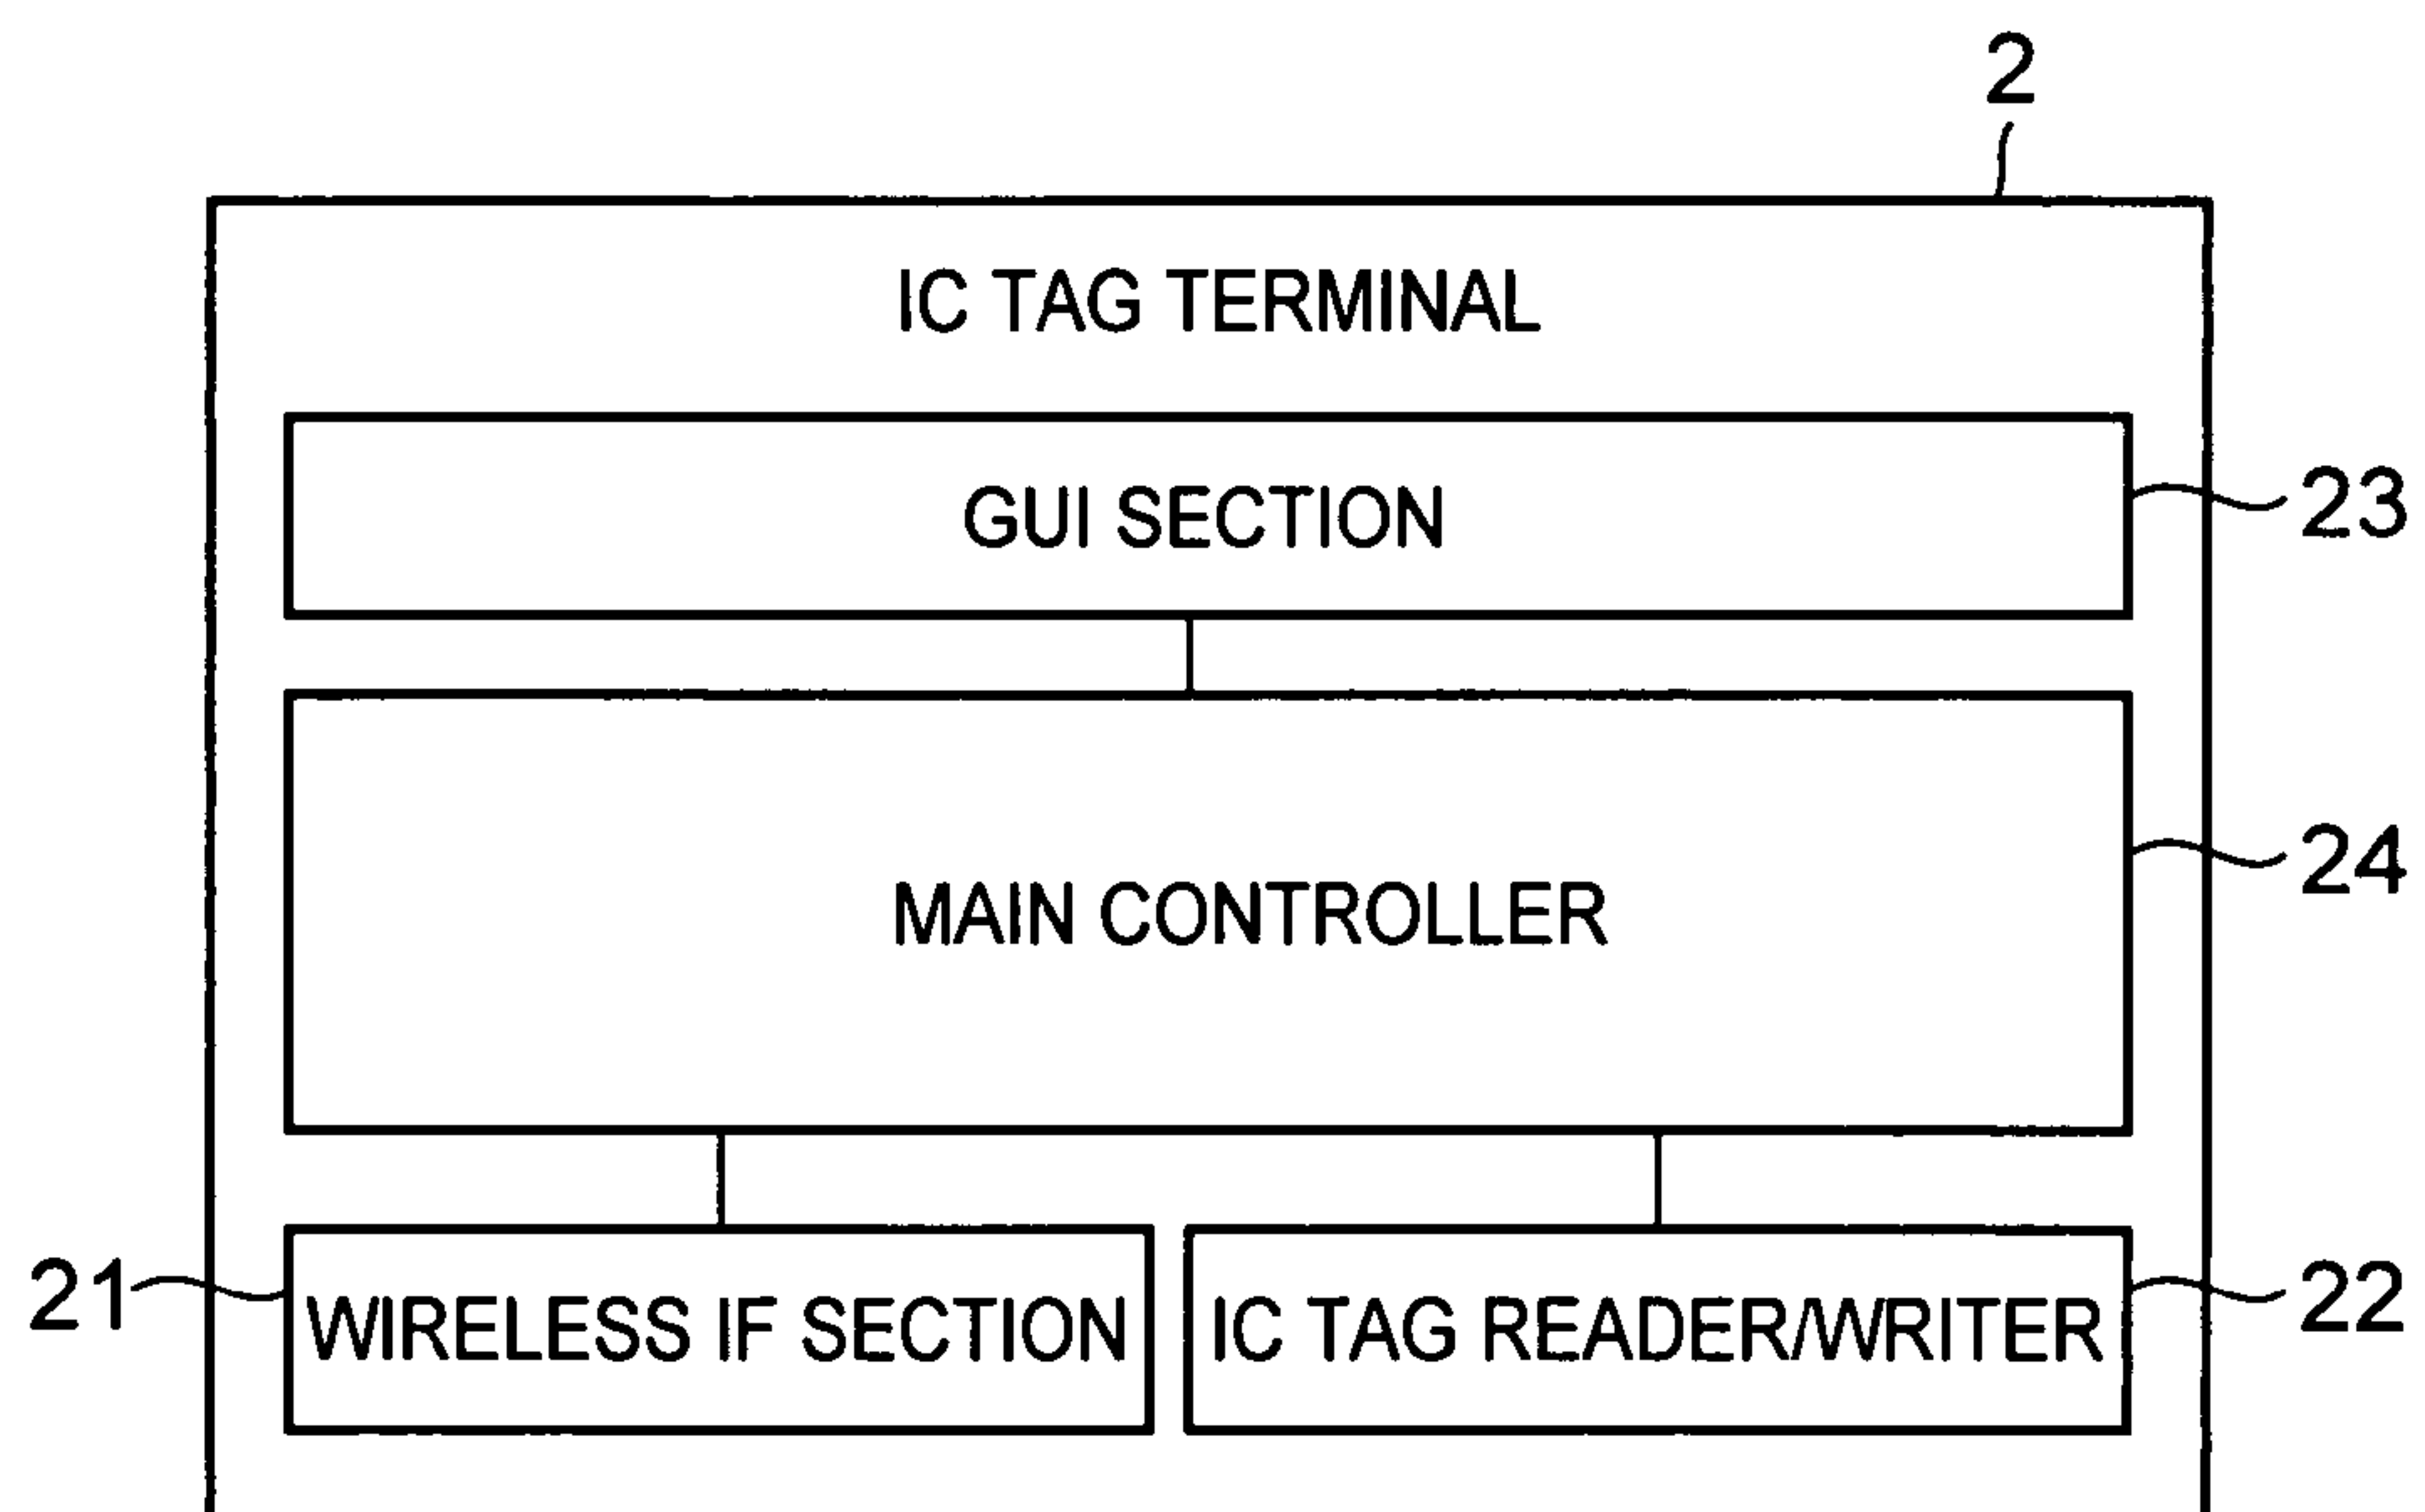 2
IC TAG TERMINAL
GUI SECTION
23
MAIN CONTROLLER
24
21
WIRELESS IF SECTION
IC TAG READER/WRITER
22